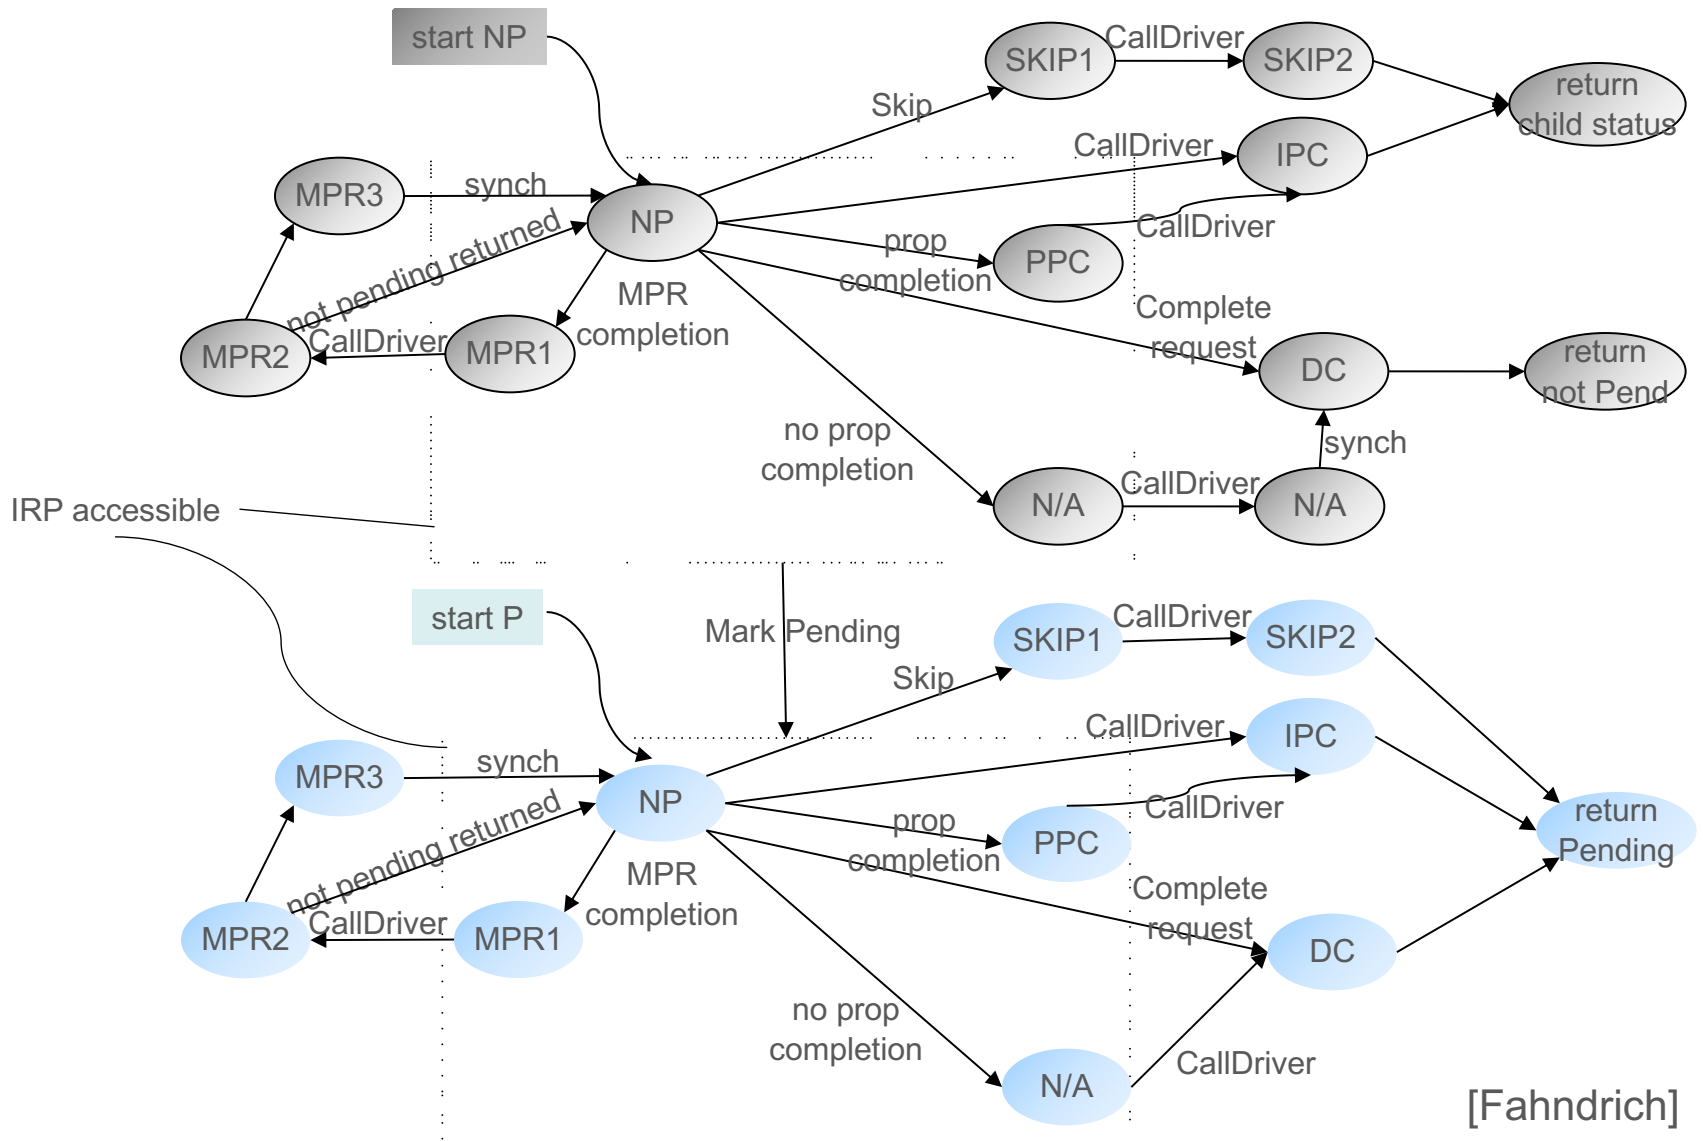 start NP
SKIP1
CallDriver
SKIP2
return
child status
Skip
CallDriver
IPC
MPR3
synch
NP
not pending returned
prop
completion
PPC
CallDriver
MPR
completion
MPR2
CallDriver
MPR1
Complete
request
DC
return
not Pend
no prop
completion
synch
N/A
CallDriver
N/A
IRP accessible
start P
Mark Pending
SKIP1
CallDriver
SKIP2
Skip
CallDriver
IPC
MPR3
synch
NP
not pending returned
prop
completion
PPC
CallDriver
return
Pending
MPR
completion
MPR2
CallDriver
MPR1
Complete
request
DC
no prop
completion
N/A
CallDriver
[Fahndrich]